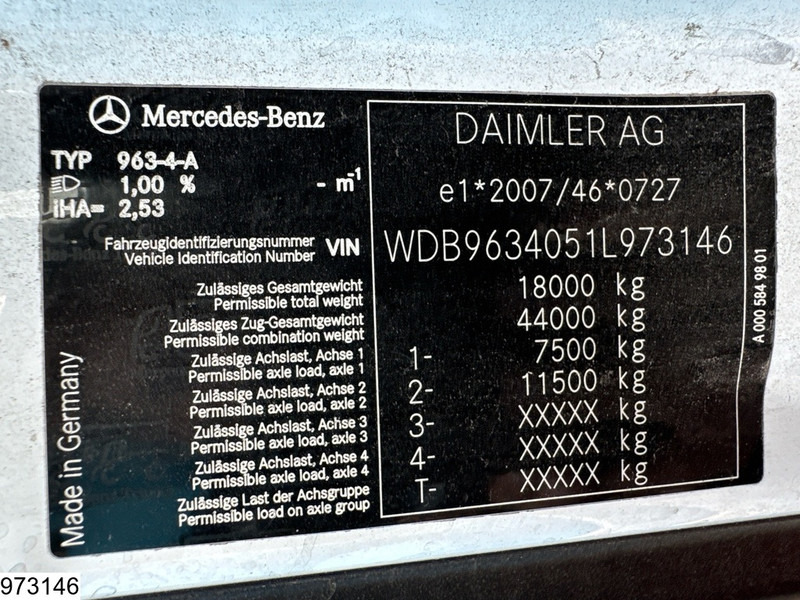 Mercedes-Benz
TYP 963-4-A
1,00 % - m⁻¹
iHA= 2,53
Fahrzeugidentifizierungsnummer
Vehicle Identification Number
VIN
Zulässiges Gesamtgewicht
Permissible total weight
Zulässiges Zug-Gesamtgewicht
Permissible combination weight
Zulässige Achslast, Achse 1
Permissible axle load, axle 1
Zulässige Achslast, Achse 2
Permissible axle load, axle 2
Zulässige Achslast, Achse 3
Permissible axle load, axle 3
Zulässige Achslast, Achse 4
Permissible axle load, axle 4
Zulässige Last der Achsgruppe
Permissible load on axle group
Made in Germany
DAIMLER AG
e1*2007/46*0727
WDB9634051L973146
18000 kg
44000 kg
1- 7500 kg
2- 11500 kg
3- XXXXX kg
4- XXXXX kg
T- XXXXX kg
A 000 584 98 01
973146